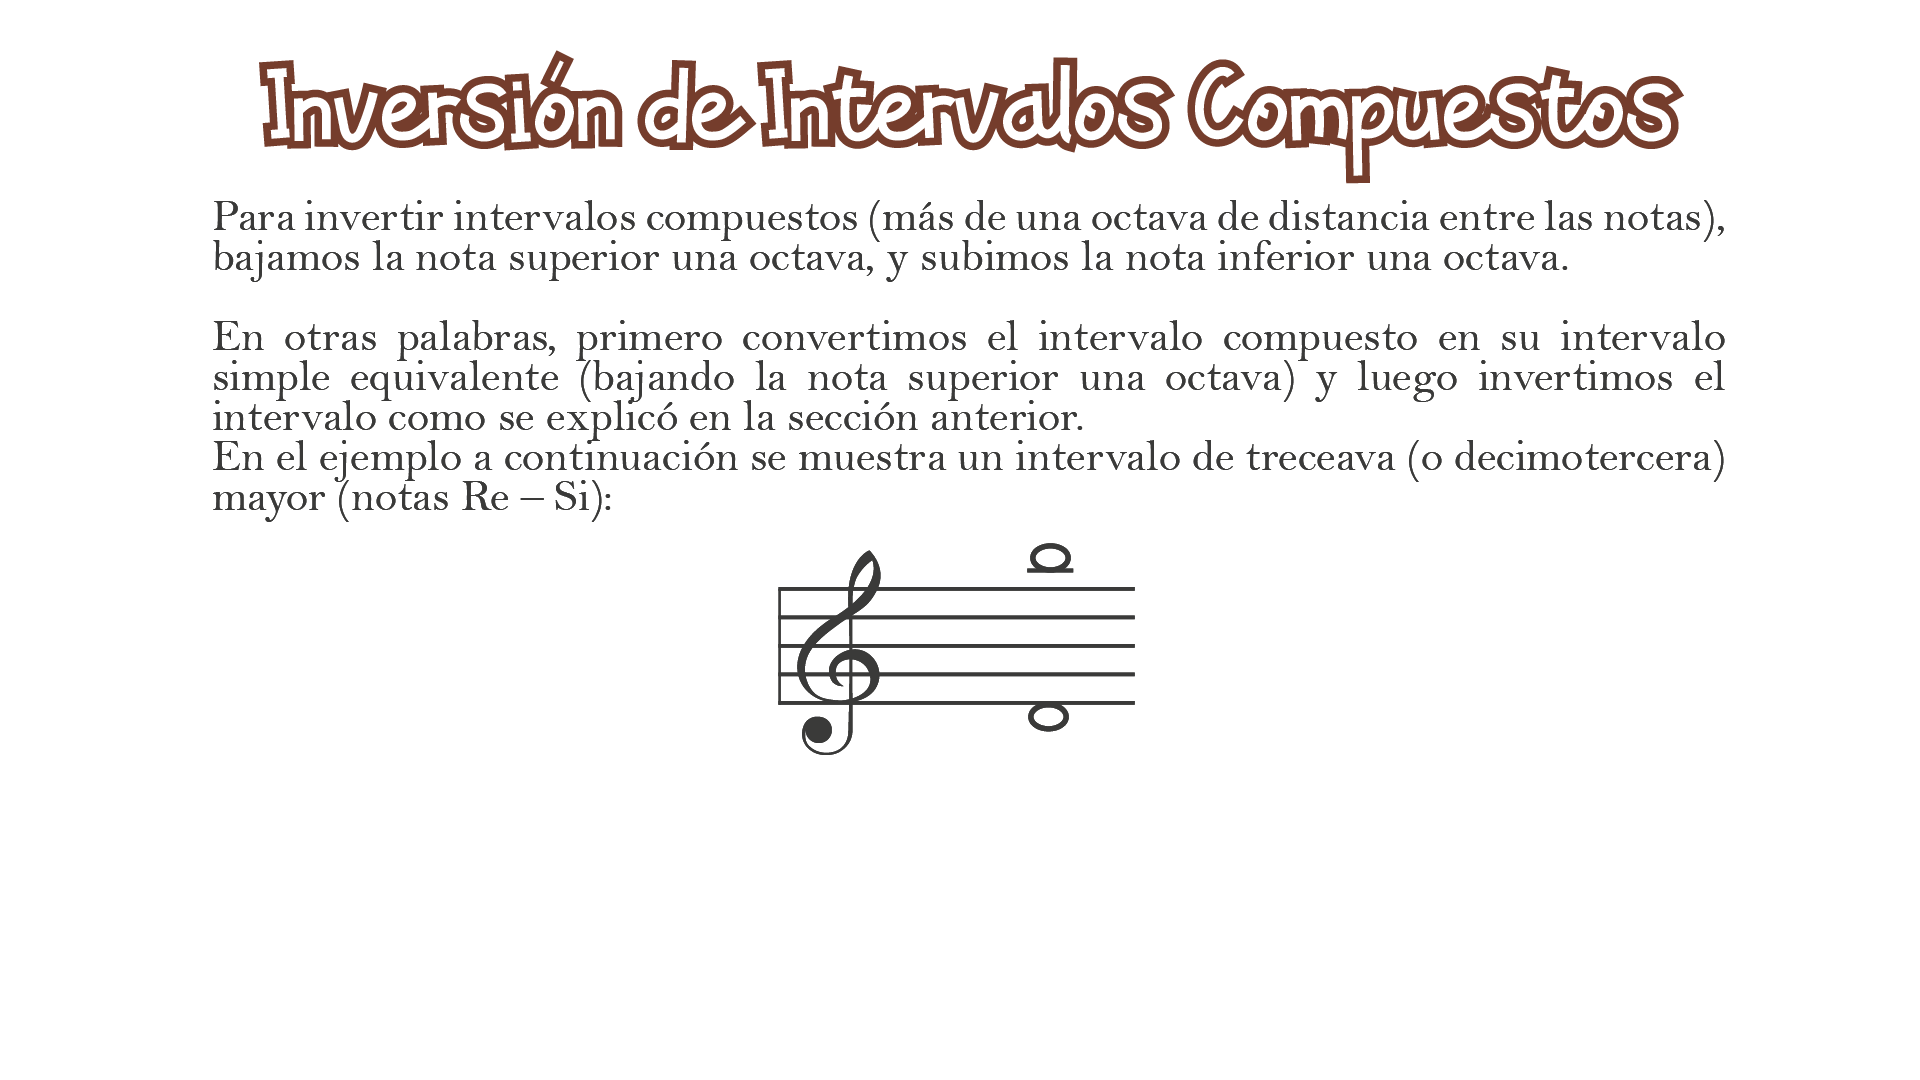 Inversión de Intervalos Compuestos
Para invertir intervalos compuestos (más de una octava de distancia entre las notas),
bajamos la nota superior una octava, y subimos la nota inferior una octava.
En otras palabras, primero convertimos el intervalo compuesto en su intervalo
simple equivalente (bajando la nota superior una octava) y luego invertimos el
intervalo como se explicó en la sección anterior.
En el ejemplo a continuación se muestra un intervalo de treceava (o decimotercera)
mayor (notas Re – Si):